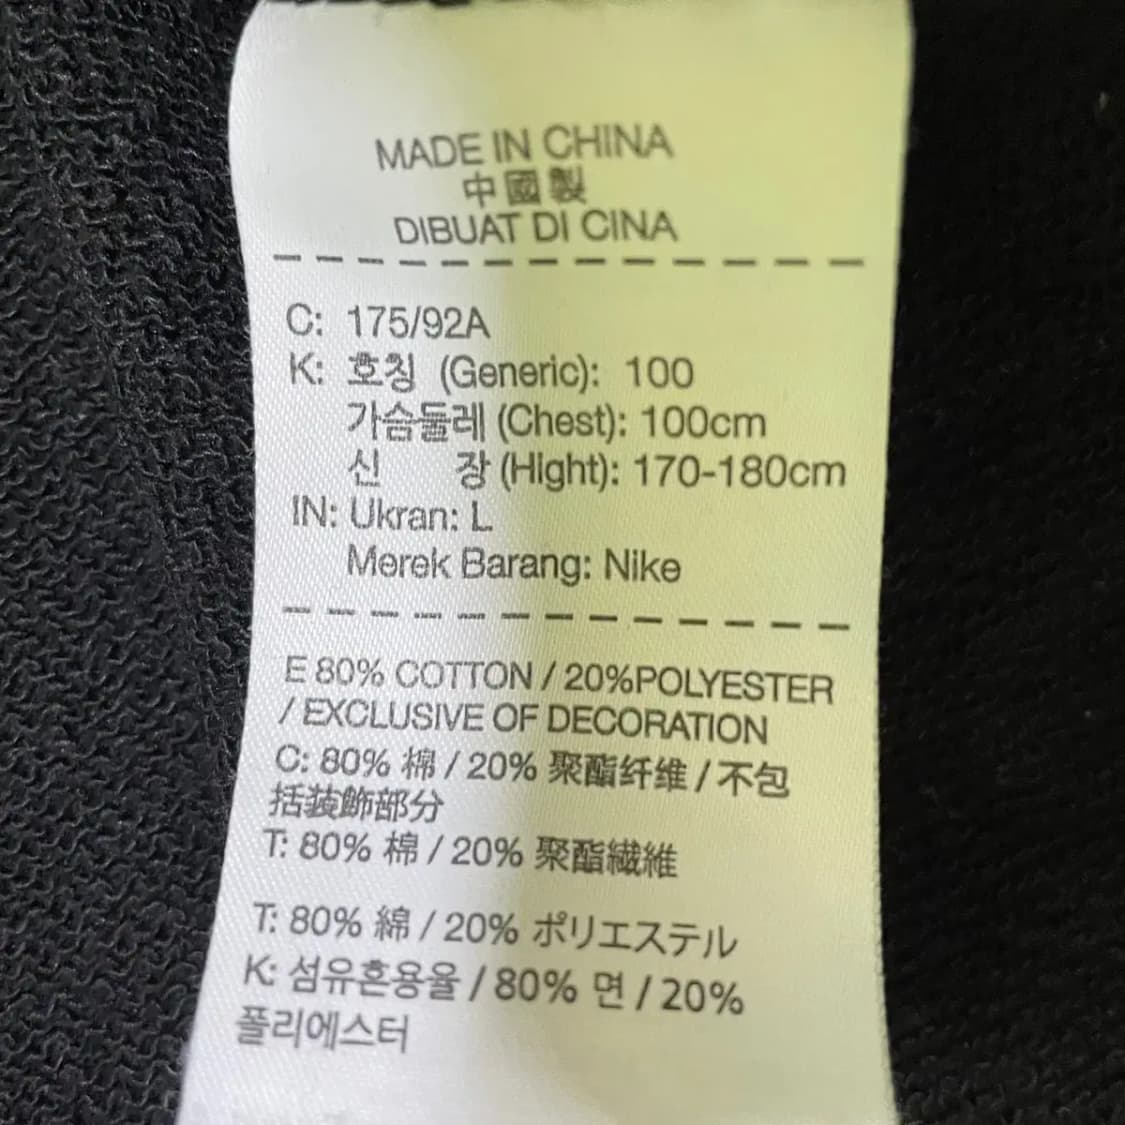 MADE IN CHINA
中國製
DIBUAT DI CINA
C: 175/92A
K: 호칭 (Generic): 100
가슴둘레 (Chest): 100cm
신 장 (Hight): 170-180cm
IN: Ukran: L
Merek Barang: Nike
E 80% COTTON / 20%POLYESTER
/ EXCLUSIVE OF DECORATION
C: 80% 棉 / 20% 聚酯纤维 / 不包
括装飾部分
T: 80% 棉 / 20% 聚酯纖維
T: 80% 綿 / 20% ポリエステル
K: 섬유혼용율 / 80% 면 / 20%
폴리에스터